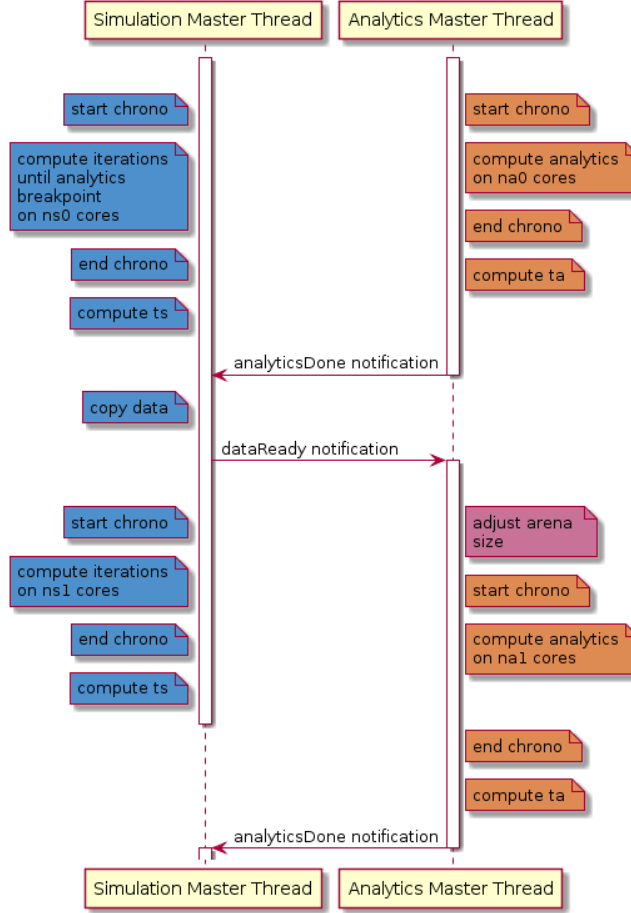 Simulation Master Thread
Analytics Master Thread
start chrono
start chrono
compute iterations
until analytics
breakpoint
on ns0 cores
compute analytics
on na0 cores
end chrono
end chrono
compute ta
compute ts
analyticsDone notification
copy data
dataReady notification
start chrono
adjust arena
size
compute iterations
on ns1 cores
start chrono
end chrono
compute analytics
on na1 cores
compute ts
end chrono
compute ta
analyticsDone notification
Simulation Master Thread
Analytics Master Thread